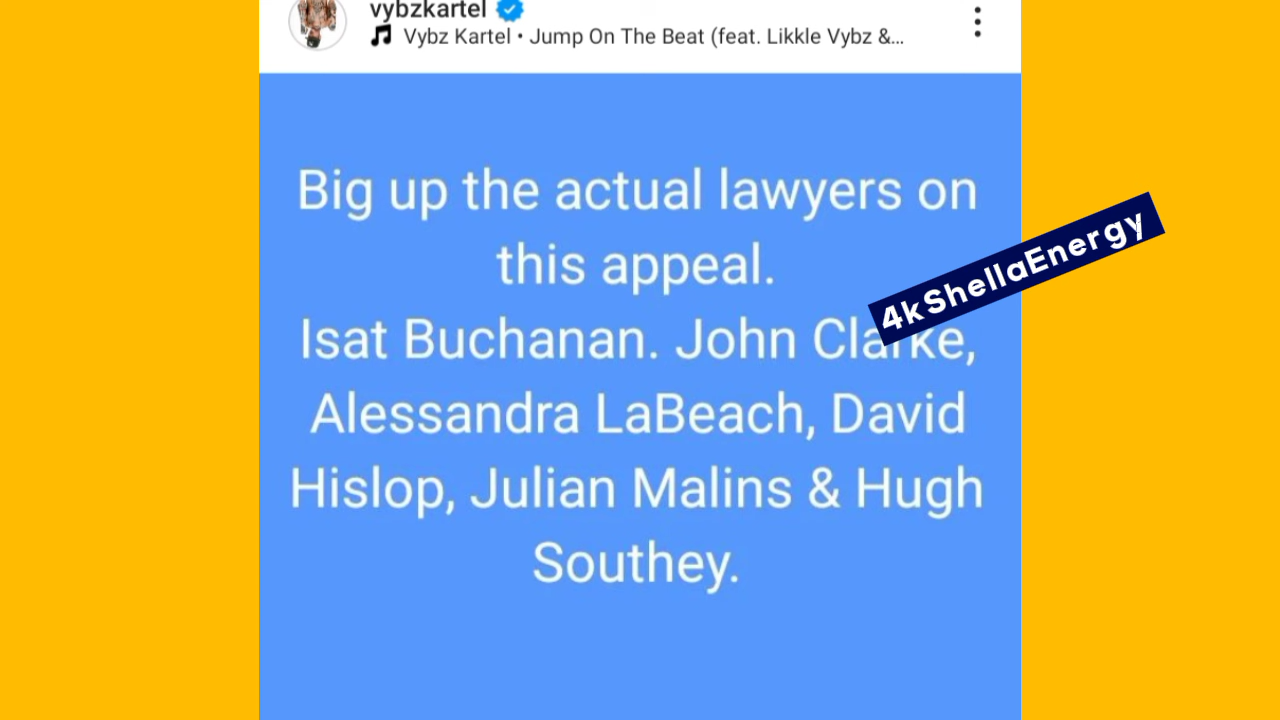 vybzkartel
Vybz Kartel • Jump On The Beat (feat. Likkle Vybz &...
Big up the actual lawyers on
this appeal.
4kShellaEnergy
Isat Buchanan. John Clarke,
Alessandra LaBeach, David
Hislop, Julian Malins & Hugh
Southey.